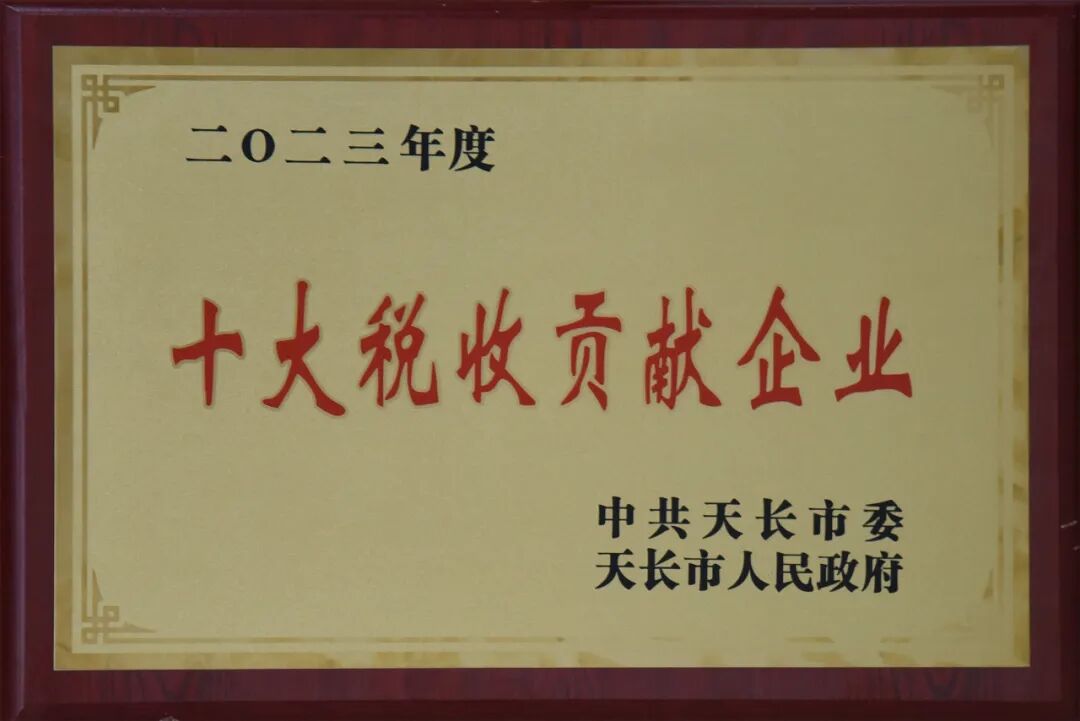 二〇二三年度
十大税收贡献企业
中共天长市委
天长市人民政府